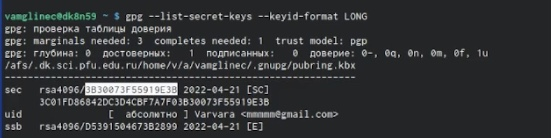 vamglinec@dk8n59 ~ $ gpg --list-secret-keys --keyid-format LONG
gpg: проверка таблицы доверия
gpg: marginals needed: 3  completes needed: 1  trust model: pgp
gpg: глубина: 0  достоверных:   1  подписанных:   0  доверие: 0-, 0q, 0n, 0m, 0f, 1u
/afs/.dk.sci.pfu.edu.ru/home/v/a/vamglinec/.gnupg/pubring.kbx
-------------------------------------------------------------
sec   rsa4096/3B30073F55919E3B 2022-04-21 [SC]
      3C01FD86842DC3D4CBF7A7F03B30073F55919E3B
uid               [  абсолютно ] Varvara <mmmmm@gmail.com>
ssb   rsa4096/D5391504673B2899 2022-04-21 [E]